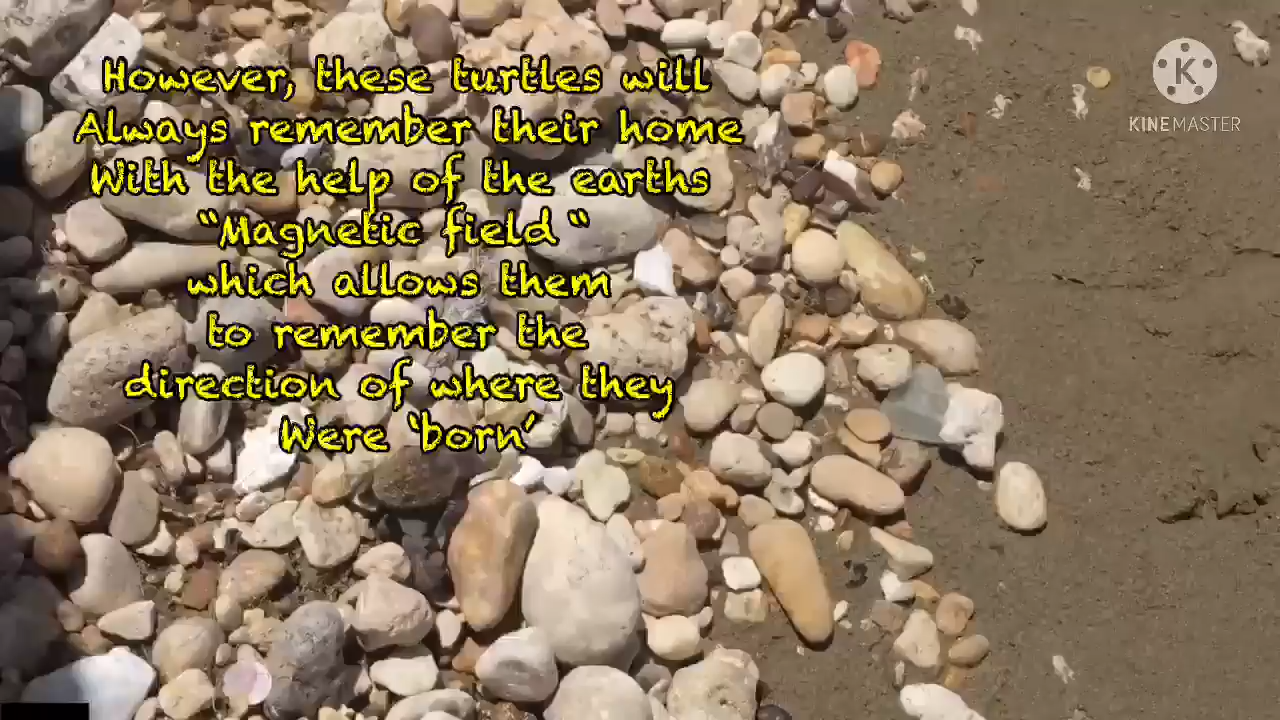 However, these turtles will
Always remember their home
With the help of the earths
“Magnetic field “
which allows them
to remember the
direction of where they
Were ‘born’
KINEMASTER